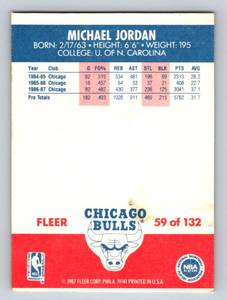 MICHAEL JORDAN
BORN: 2/17/63 • HEIGHT: 6'6" • WEIGHT: 195
COLLEGE: U. OF N. CAROLINA
Year Club G FG% REB AST STL BLK PTS AVG
1984-85 Chicago 82 515 534 481 196 69 2313 28.2
1985-86 Chicago 18 457 64 53 37 21 408 22.7
1986-87 Chicago 82 482 430 377 236 125 3041 37.1
Pro Totals 182 1028 911 469 215 5762 31.7
FLEER
CHICAGO
BULLS
59 of 132
NBA
© 1987 FLEER CORP. PHILA. 19141 PRINTED IN U.S.A.